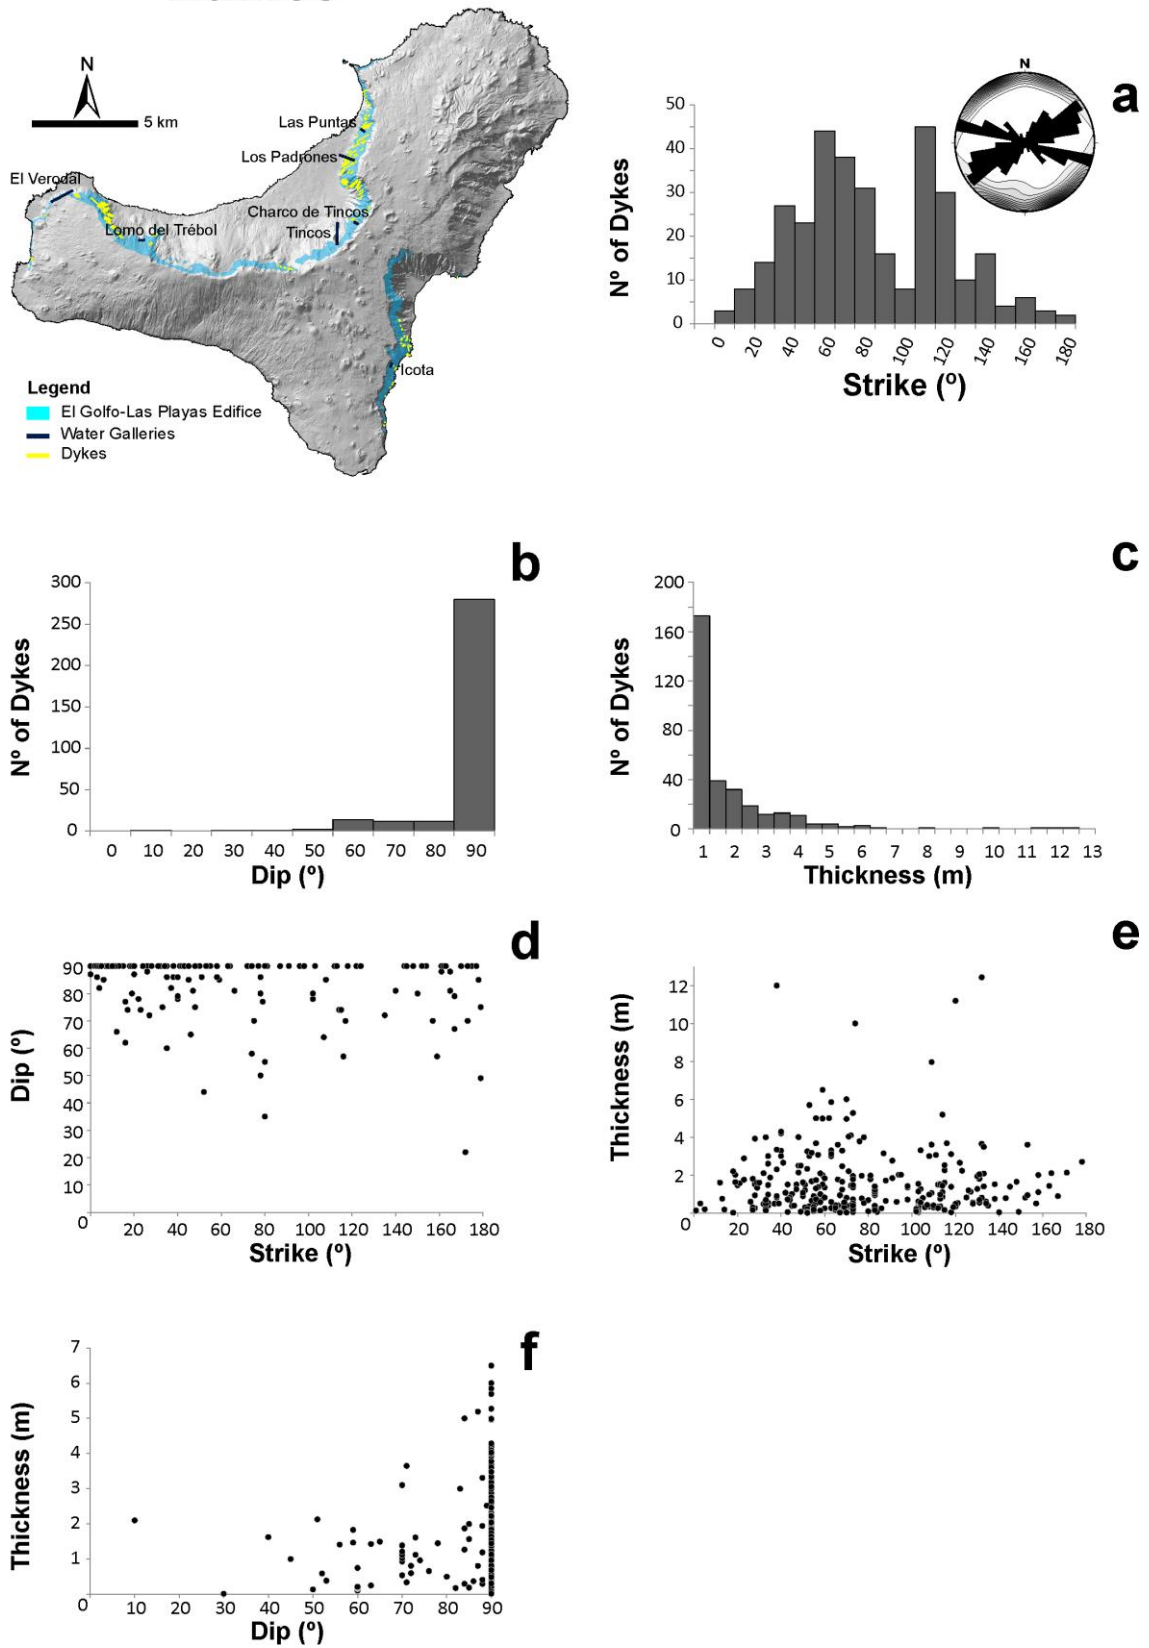 N
5 km
Las Puntas
Los Padrones
El Verodal
Charco de Tincos
Lomo del Trébol
Tincos
Icota
Legend
El Golfo-Las Playas Edifice
Water Galleries
Dykes
a
N
50
40
30
20
10
0
Nº of Dykes
0 20 40 60 80 100 120 140 160 180
Strike (º)
b
300
250
200
150
100
50
0
Nº of Dykes
0 10 20 30 40 50 60 70 80 90
Dip (º)
c
200
160
120
80
40
0
Nº of Dykes
1 2 3 4 5 6 7 8 9 10 11 12 13
Thickness (m)
d
90
80
70
60
50
40
30
20
10
Dip (º)
0 20 40 60 80 100 120 140 160 180
Strike (º)
e
12
10
8
6
4
2
Thickness (m)
0 20 40 60 80 100 120 140 160 180
Strike (º)
f
7
6
5
4
3
2
1
Thickness (m)
0 10 20 30 40 50 60 70 80 90
Dip (º)